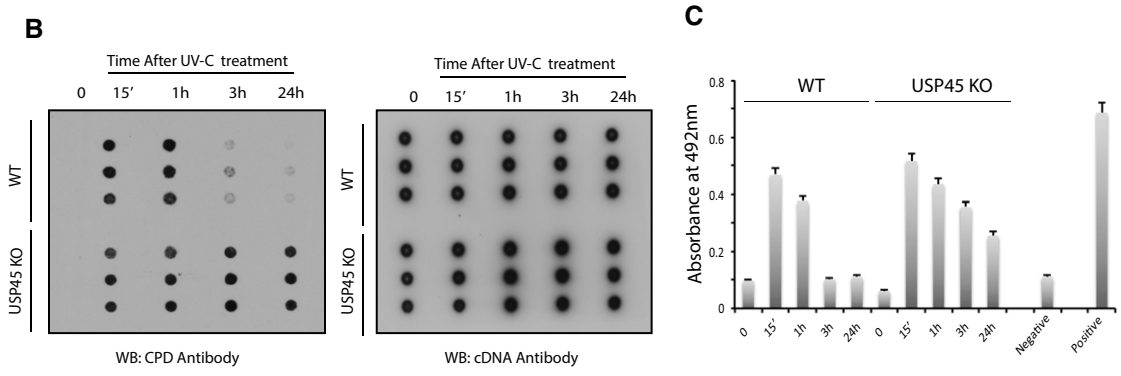 B
Time After UV-C treatment
0 15′ 1h 3h 24h
WT
USP45 KO
WB: CPD Antibody
Time After UV-C treatment
0 15′ 1h 3h 24h
WT
USP45 KO
WB: cDNA Antibody
C
WT USP45 KO
Absorbance at 492nm
0.8
0.6
0.4
0.2
0
0 15′ 1h 3h 24h 0 15′ 1h 3h 24h Negative Positive